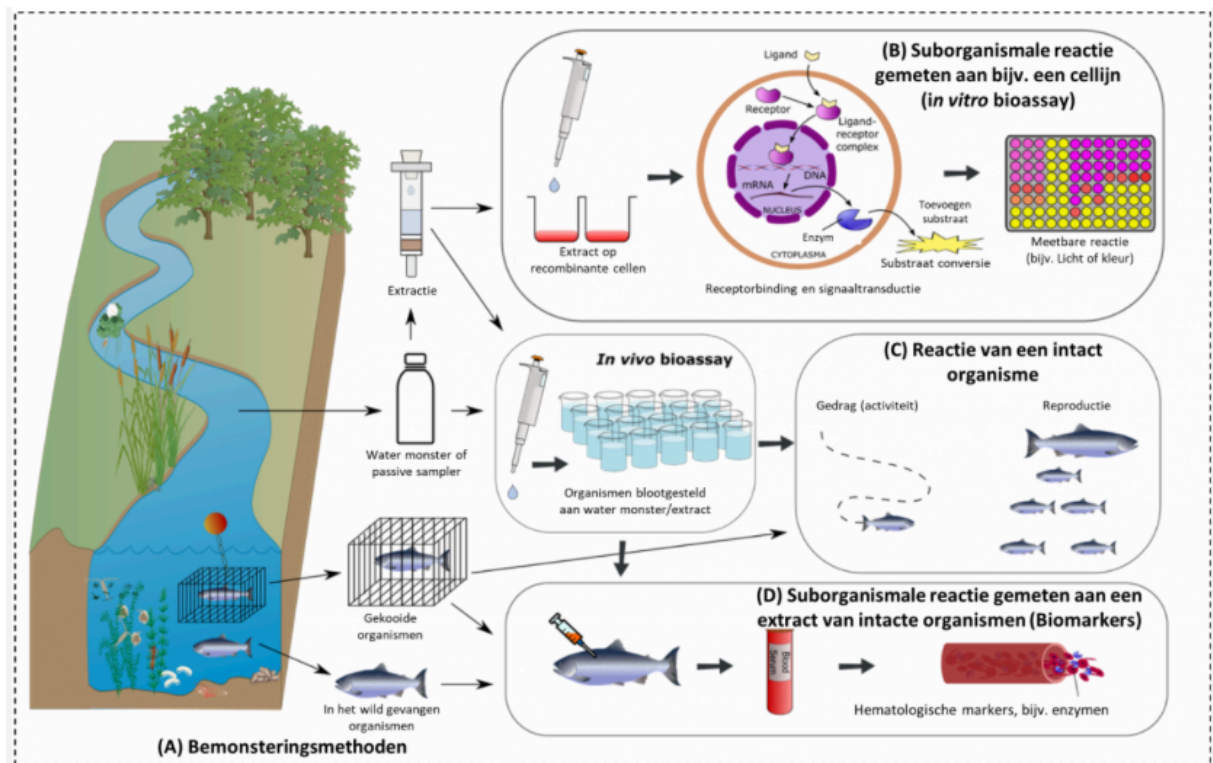 (B) Suborganismale reactie
gemeten aan bijv. een cellijn
(in vitro bioassay)
Ligand
Receptor
Ligand-
receptor
complex
mRNA
DNA
NUCLEUS
Enzym
CYTOPLASMA
Toevoegen
substraat
Substraat conversie
Meetbare reactie
(bijv. Licht of kleur)
Extract op
recombinante cellen
Receptorbinding en signaaltransductie
Extractie
In vivo bioassay
Organismen blootgesteld
aan water monster/extract
(C) Reactie van een intact
organisme
Gedrag (activiteit)
Reproductie
Water monster of
passive sampler
Gekooide
organismen
In het wild gevangen
organismen
(D) Suborganismale reactie gemeten aan een
extract van intacte organismen (Biomarkers)
Blood
Serum
Hematologische markers, bijv. enzymen
(A) Bemonsteringsmethoden